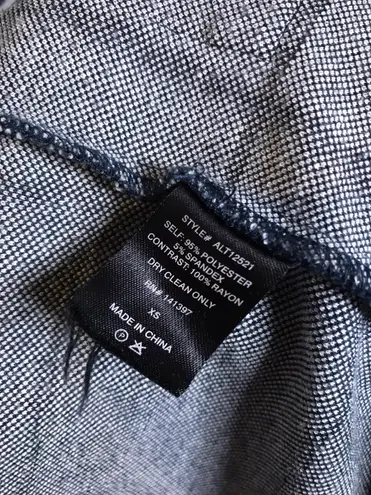 STYLE# ALT12521
SELF: 95% POLYESTER
5% SPANDEX
CONTRAST: 100% RAYON
DRY CLEAN ONLY
RN# 141397
XS
MADE IN CHINA
P